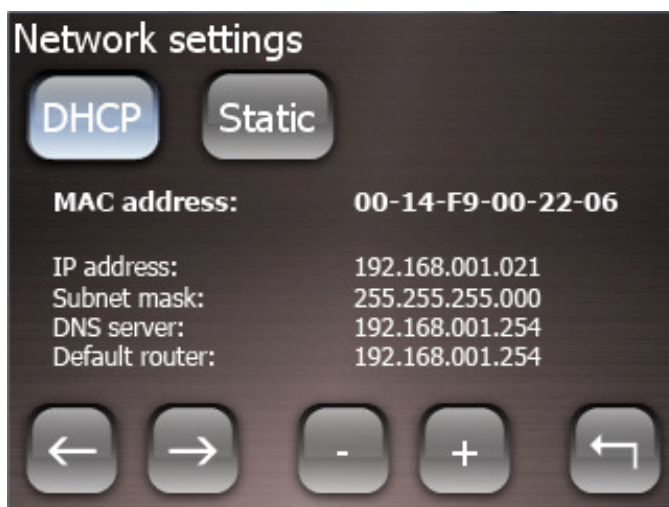 Network settings
DHCP Static
MAC address: 00-14-F9-00-22-06
IP address: 192.168.001.021
Subnet mask: 255.255.255.000
DNS server: 192.168.001.254
Default router: 192.168.001.254
- +